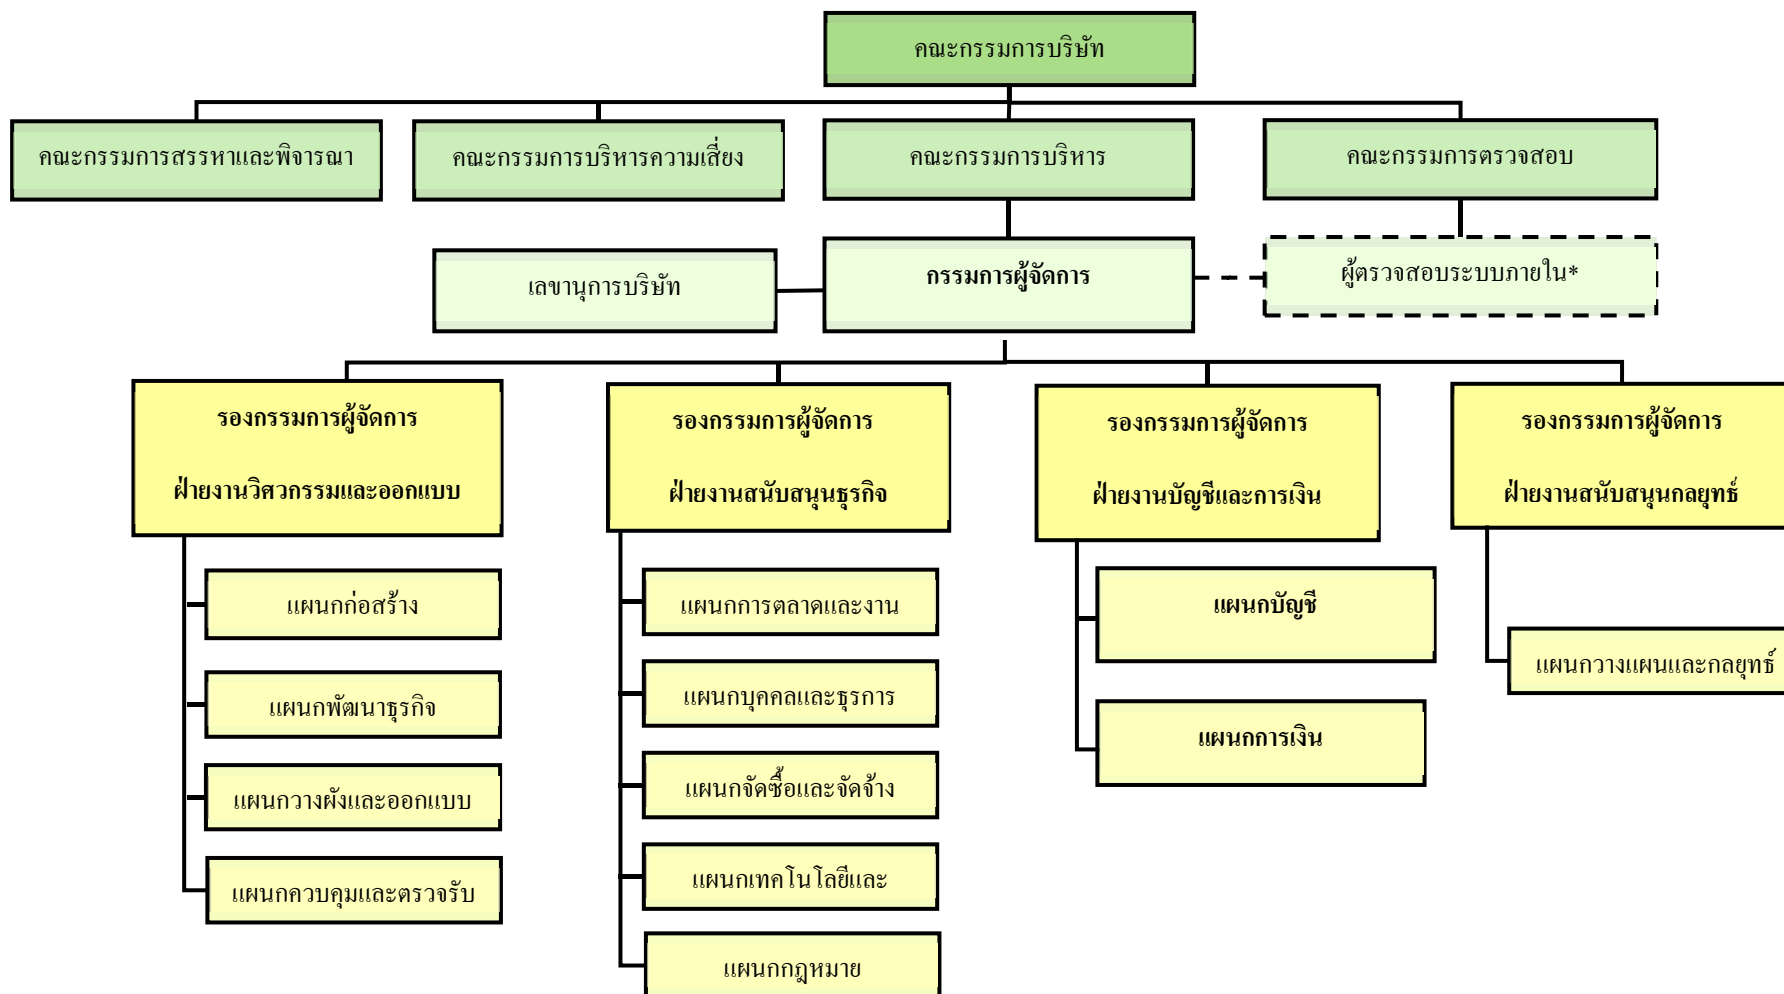 คณะกรรมการบริษัท
คณะกรรมการสรรหาและพิจารณา
คณะกรรมการบริหารความเสี่ยง
คณะกรรมการบริหาร
คณะกรรมการตรวจสอบ
เลขานุการบริษัท
กรรมการผู้จัดการ
ผู้ตรวจสอบระบบภายใน*
รองกรรมการผู้จัดการ
ฝ่ายงานวิศวกรรมและออกแบบ
แผนกก่อสร้าง
แผนกพัฒนาธุรกิจ
แผนกวางผังและออกแบบ
แผนกควบคุมและตรวจรับ
รองกรรมการผู้จัดการ
ฝ่ายงานสนับสนุนธุรกิจ
แผนกการตลาดและงาน
แผนกบุคคลและธุรการ
แผนกจัดซื้อและจัดจ้าง
แผนกเทคโนโลยีและ
แผนกกฎหมาย
รองกรรมการผู้จัดการ
ฝ่ายงานบัญชีและการเงิน
แผนกบัญชี
แผนกการเงิน
รองกรรมการผู้จัดการ
ฝ่ายงานสนับสนุนกลยุทธ์
แผนกวางแผนและกลยุทธ์